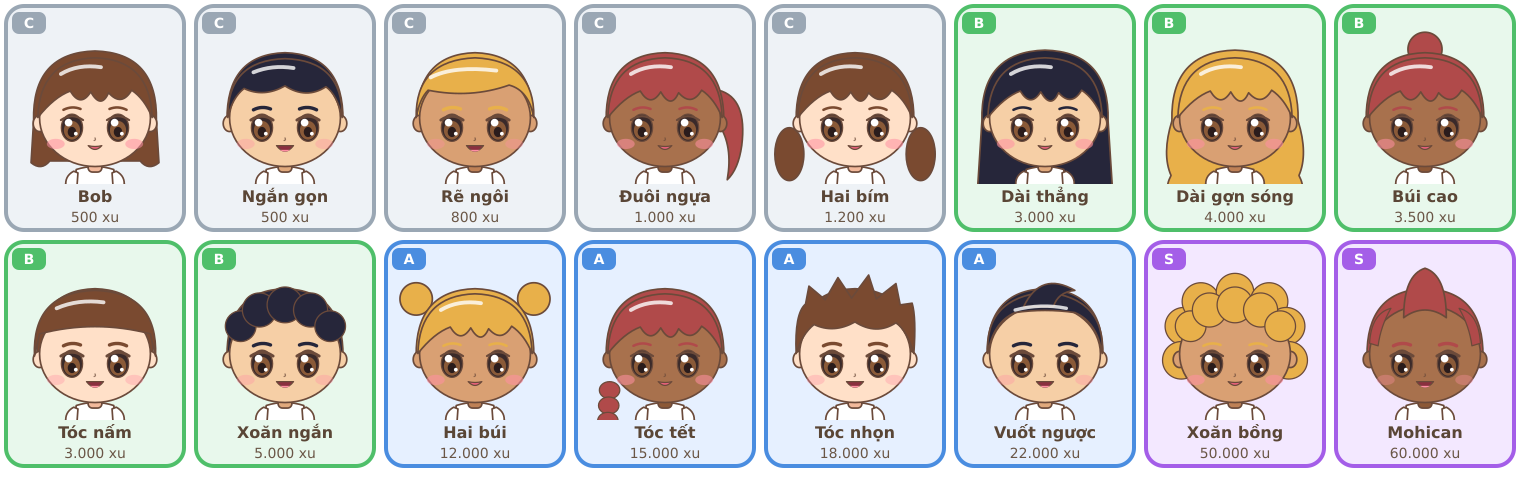 C
Bob
500 xu
C
Ngắn gọn
500 xu
C
Rẽ ngôi
800 xu
C
Đuôi ngựa
1.000 xu
C
Hai bím
1.200 xu
B
Dài thẳng
3.000 xu
B
Dài gợn sóng
4.000 xu
B
Búi cao
3.500 xu
B
Tóc nấm
3.000 xu
B
Xoăn ngắn
5.000 xu
A
Hai búi
12.000 xu
A
Tóc tết
15.000 xu
A
Tóc nhọn
18.000 xu
A
Vuốt ngược
22.000 xu
S
Xoăn bồng
50.000 xu
S
Mohican
60.000 xu